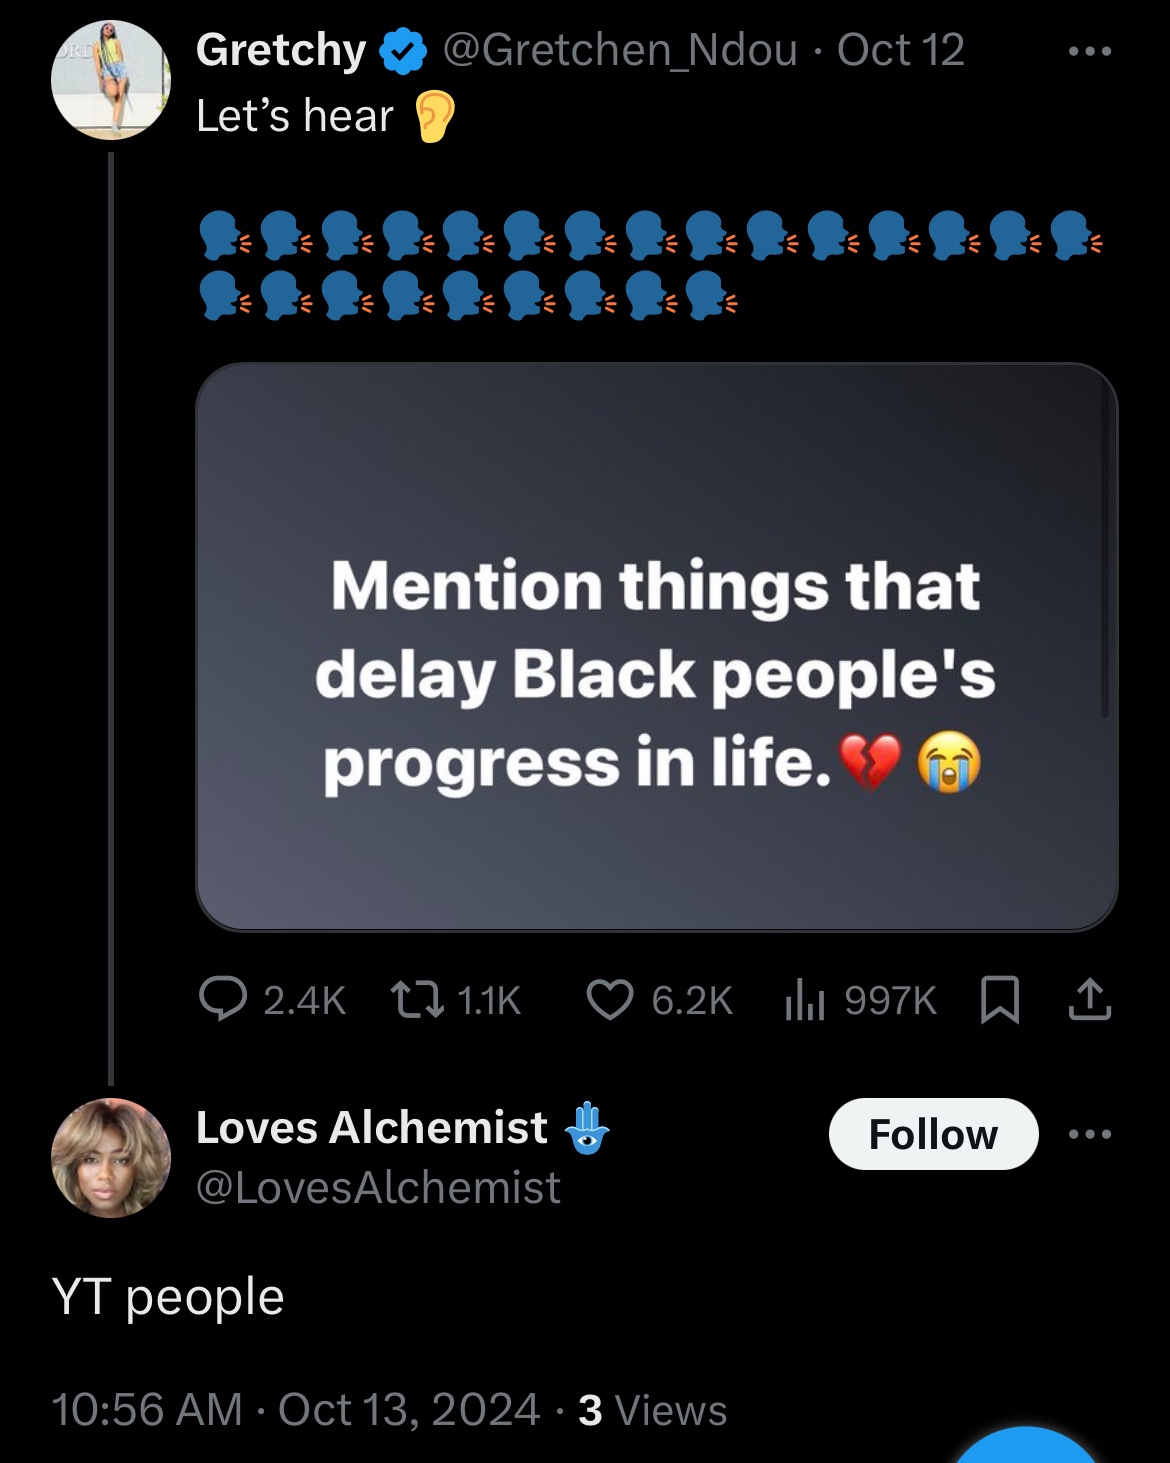 Gretchy @Gretchen_Ndou · Oct 12
Let’s hear 👂
🗣🗣🗣🗣🗣🗣🗣🗣🗣🗣🗣🗣🗣🗣🗣
🗣🗣🗣🗣🗣🗣🗣🗣🗣
Mention things that
delay Black people's
progress in life.💔😭
2.4K 1.1K 6.2K 997K
Loves Alchemist 🪬
Follow
@LovesAlchemist
YT people
10:56 AM · Oct 13, 2024 · 3 Views